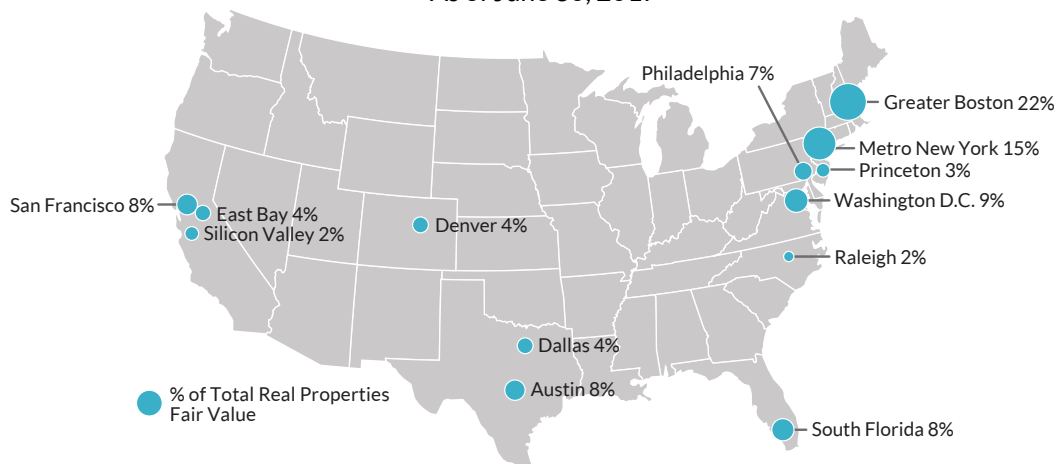 Philadelphia 7%
Greater Boston 22%
Metro New York 15%
Princeton 3%
San Francisco 8%
East Bay 4%
Washington D.C. 9%
Silicon Valley 2%
Denver 4%
Raleigh 2%
Dallas 4%
Austin 8%
% of Total Real Properties
Fair Value
South Florida 8%